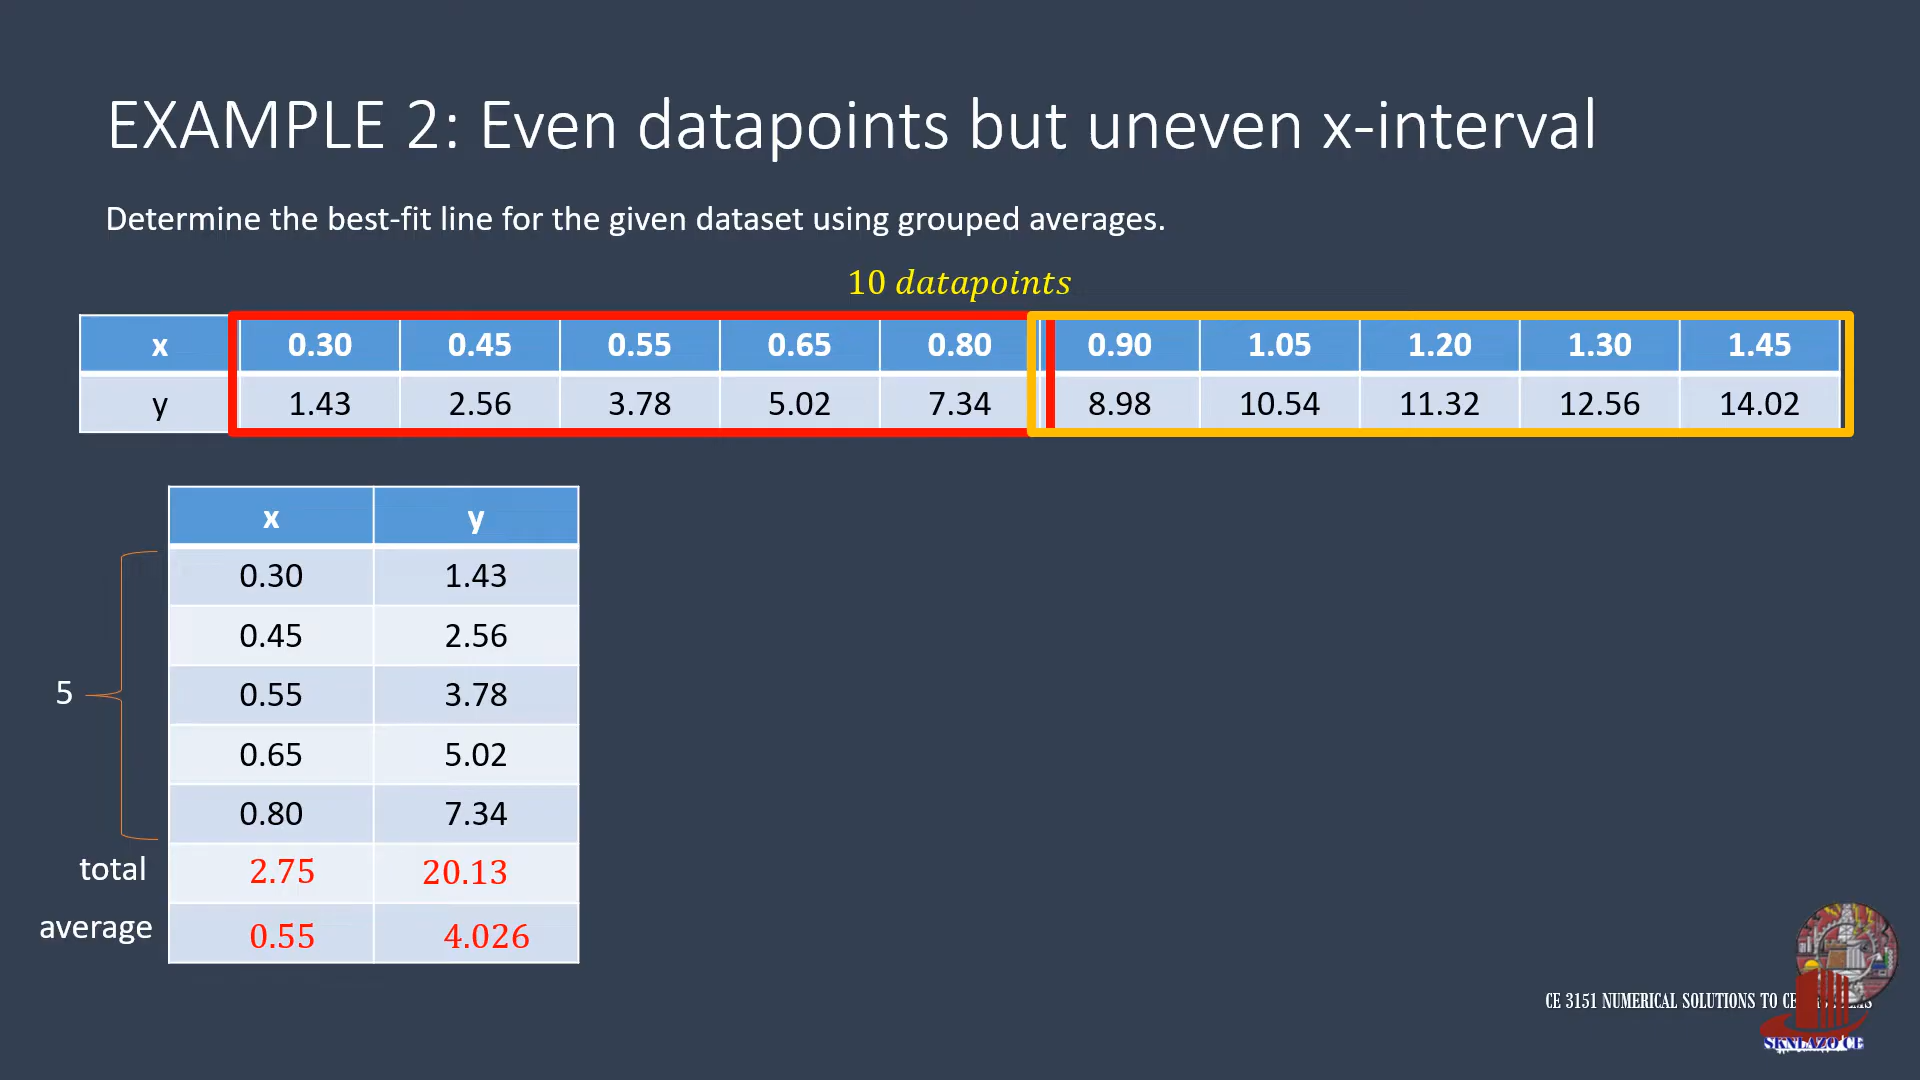 EXAMPLE 2: Even datapoints but uneven x-interval
Determine the best-fit line for the given dataset using grouped averages.
10 datapoints
x 0.30 0.45 0.55 0.65 0.80 0.90 1.05 1.20 1.30 1.45
y 1.43 2.56 3.78 5.02 7.34 8.98 10.54 11.32 12.56 14.02
x y
0.30 1.43
0.45 2.56
5
0.55 3.78
0.65 5.02
0.80 7.34
total 2.75 20.13
average 0.55 4.026
CE 3151 NUMERICAL SOLUTIONS TO CE